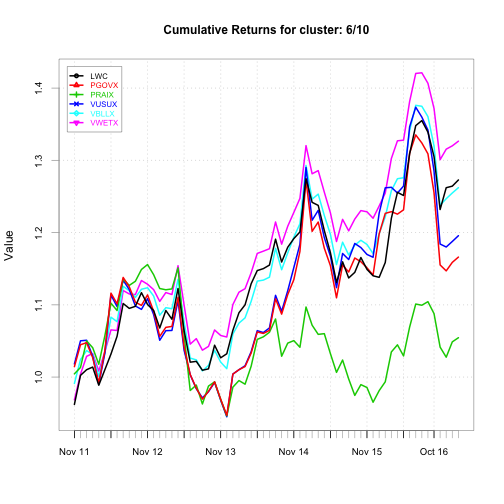 Cumulative Returns for cluster: 6/10
LWC
PGOVX
PRAIX
VUSUX
VBLLX
VWETX
Value
1.4
1.3
1.2
1.1
1.0
Nov 11 Nov 12 Nov 13 Nov 14 Nov 15 Oct 16